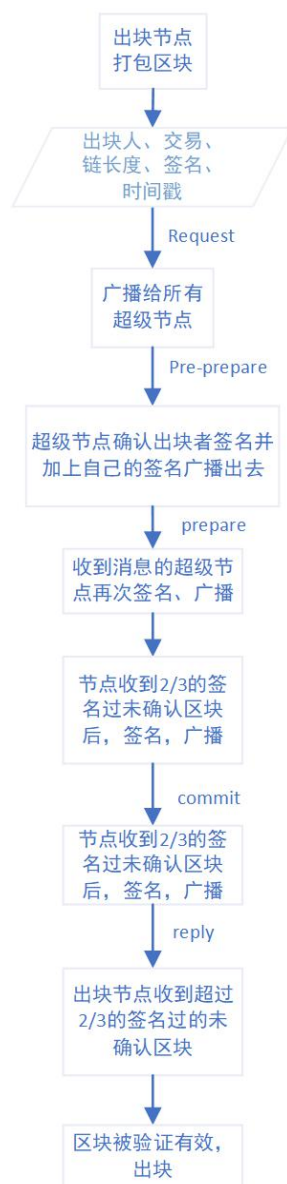 出块节点
打包区块
出块人、交易、
链长度、签名、
时间戳
Request
广播给所有
超级节点
Pre-prepare
超级节点确认出块者签名并
加上自己的签名广播出去
prepare
收到消息的超级节
点再次签名、广播
节点收到2/3的签
名过未确认区块
后，签名，广播
commit
节点收到2/3的签
名过未确认区块
后，签名，广播
reply
出块节点收到超过
2/3的签名过的未
确认区块
区块被验证有效，
出块